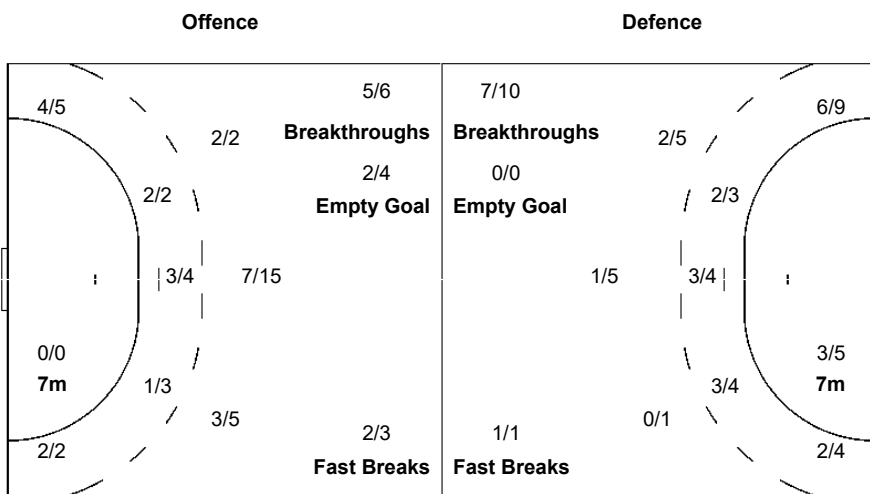 Offence Defence
5/6 7/10
4/5 6/9
Breakthroughs Breakthroughs
2/2 2/5
2/4 0/0
2/2 2/3
Empty Goal Empty Goal
3/4 7/15 1/5 3/4
0/0 3/5
7m 7m
1/3 3/4
3/5 0/1
2/3 1/1
2/2 2/4
Fast Breaks Fast Breaks